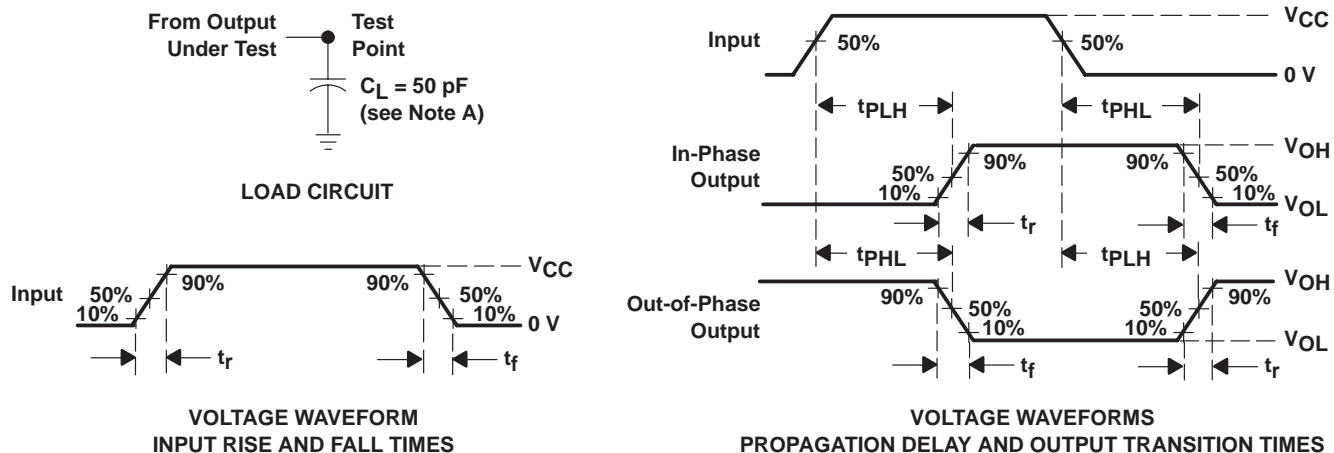 From Output
Under Test
Test
Point
CL = 50 pF
(see Note A)
LOAD CIRCUIT
Input
50%
10%
90%
90%
50%
10%
VCC
0 V
tr
tf
VOLTAGE WAVEFORM
INPUT RISE AND FALL TIMES
Input
50%
50%
VCC
0 V
tPLH
tPHL
In-Phase
Output
50%
10%
90%
90%
50%
10%
VOH
VOL
tr
tf
tPHL
tPLH
Out-of-Phase
Output
90%
50%
10%
50%
10%
90%
VOH
VOL
tf
tr
VOLTAGE WAVEFORMS
PROPAGATION DELAY AND OUTPUT TRANSITION TIMES